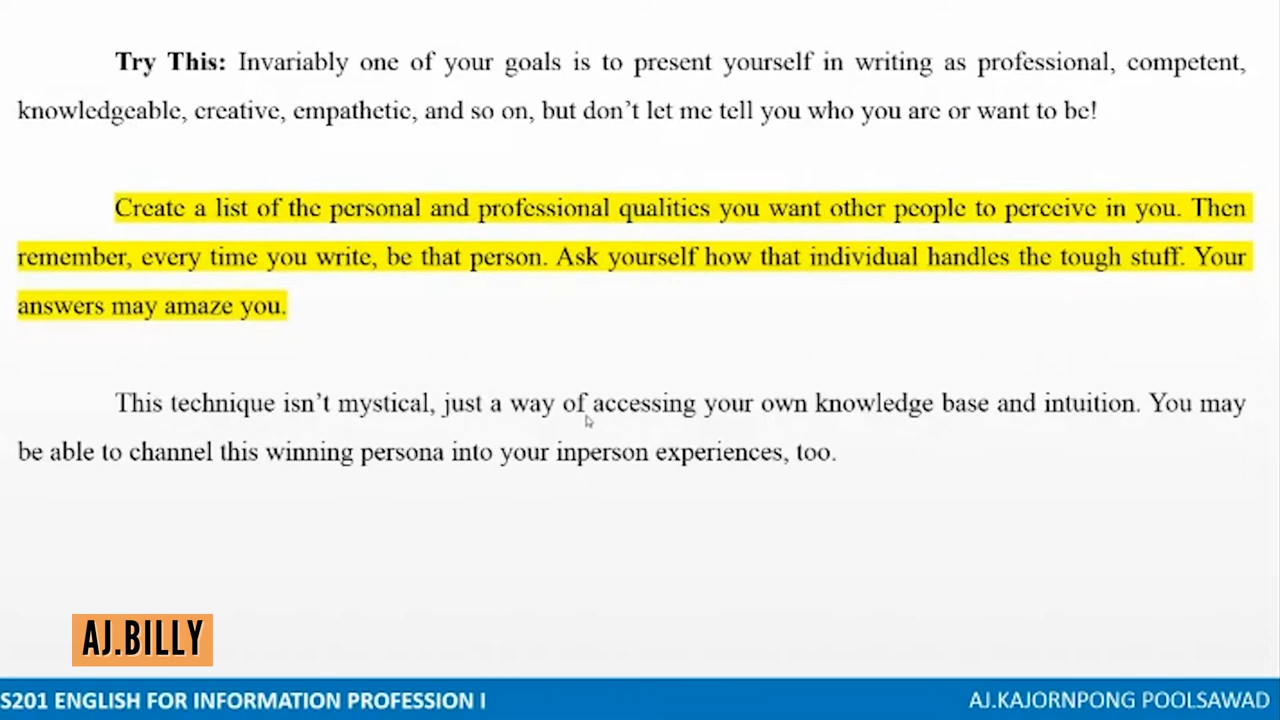 Try This: Invariably one of your goals is to present yourself in writing as professional, competent,
knowledgeable, creative, empathetic, and so on, but don’t let me tell you who you are or want to be!
Create a list of the personal and professional qualities you want other people to perceive in you. Then
remember, every time you write, be that person. Ask yourself how that individual handles the tough stuff. Your
answers may amaze you.
This technique isn’t mystical, just a way of accessing your own knowledge base and intuition. You may
be able to channel this winning persona into your inperson experiences, too.
AJ.BILLY
S201 ENGLISH FOR INFORMATION PROFESSION I
AJ.KAJORNPONG POOLSAWAD